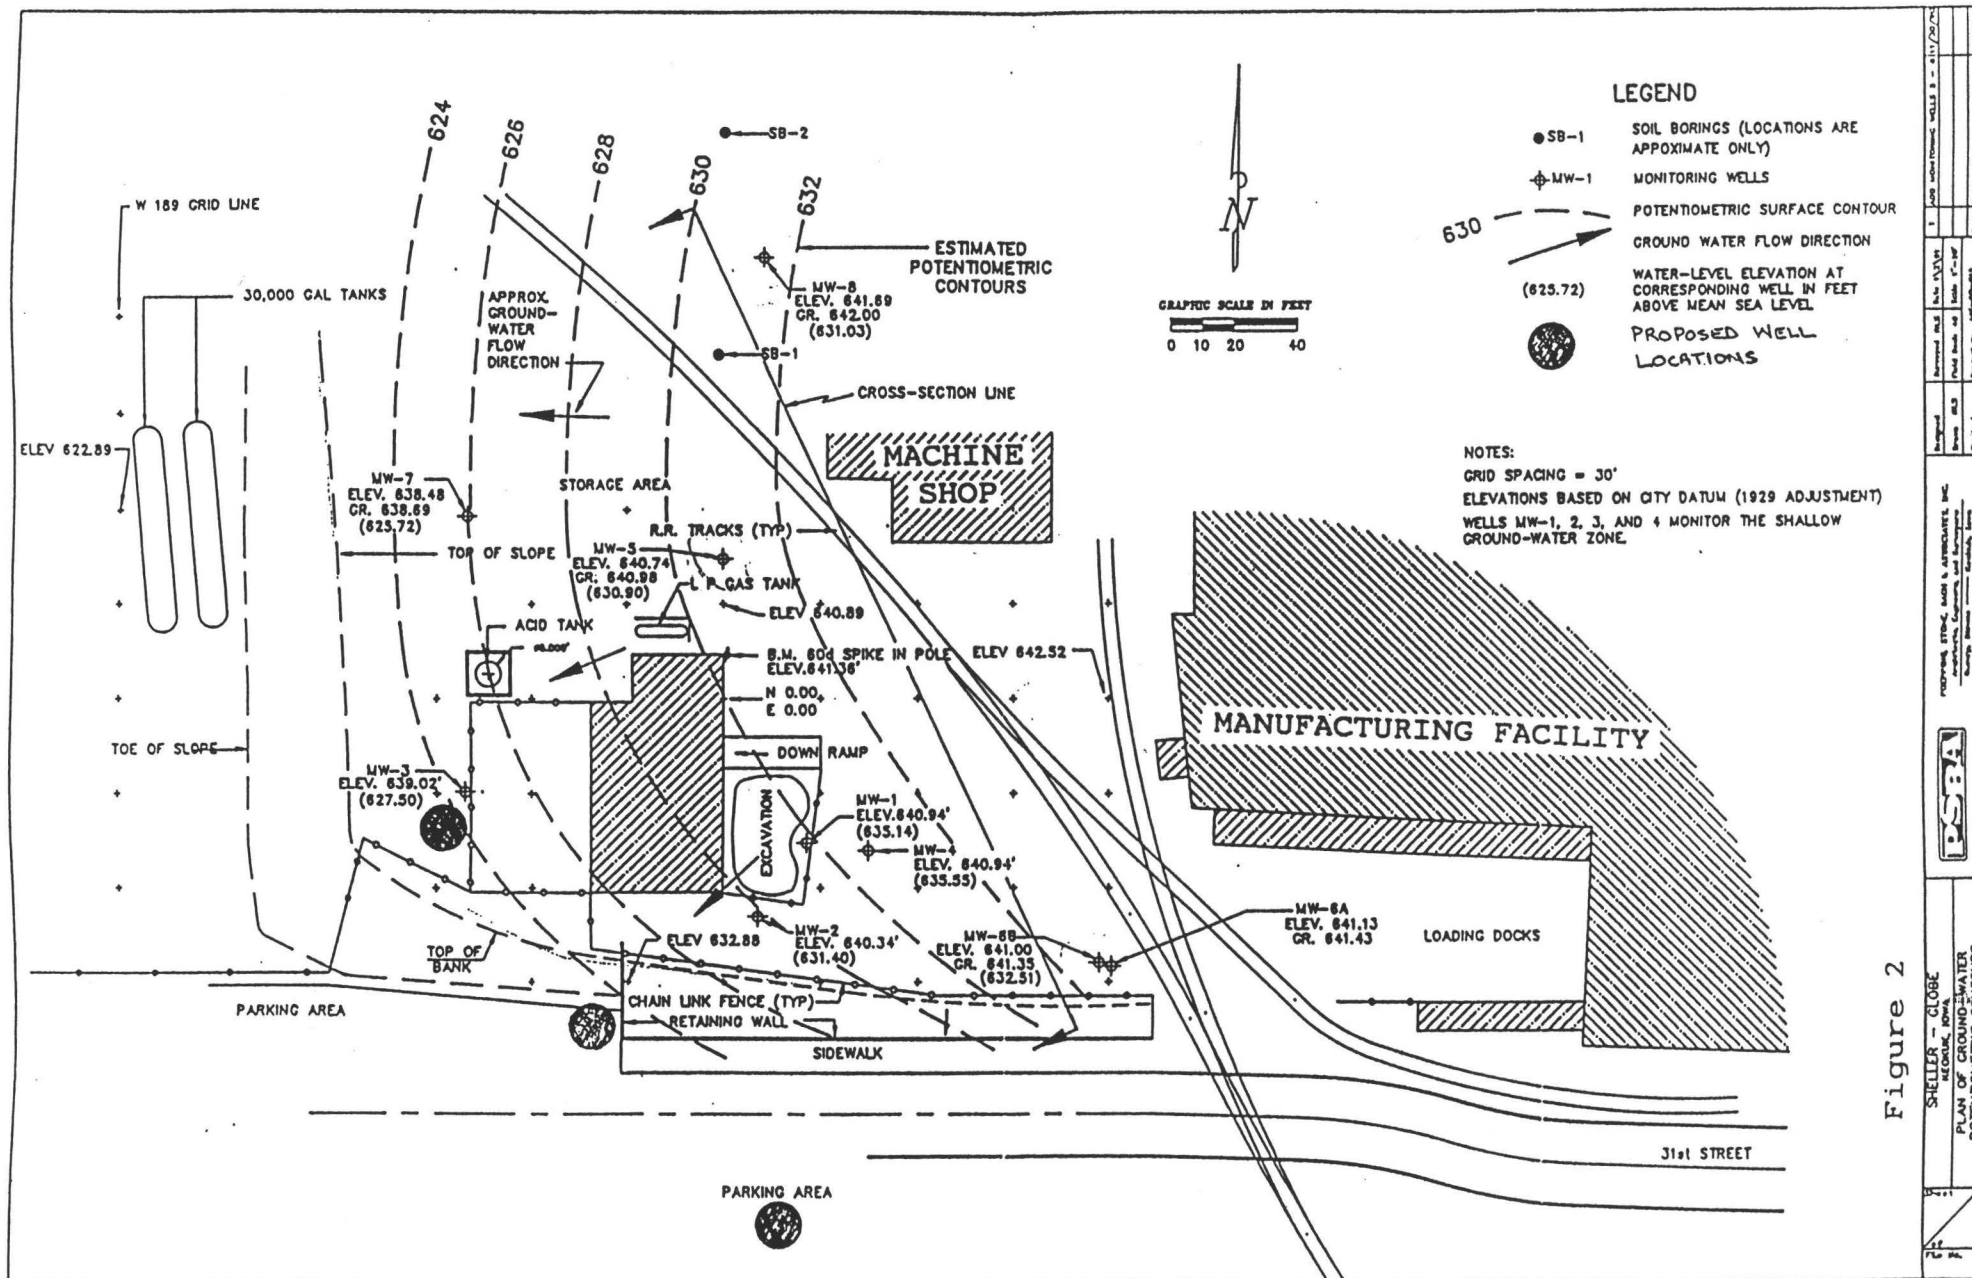 624
626
628
630
632
SB-2
W 189 GRID LINE
30,000 GAL TANKS
APPROX.
GROUND-
WATER
FLOW
DIRECTION
ESTIMATED
POTENTIOMETRIC
CONTOURS
MW-8
ELEV. 641.69
GR. 642.00
(631.03)
SB-1
CROSS-SECTION LINE
N
GRAPHIC SCALE IN FEET
0 10 20 40
LEGEND
SB-1
SOIL BORINGS (LOCATIONS ARE
APPOXIMATE ONLY)
MW-1
MONITORING WELLS
630
POTENTIOMETRIC SURFACE CONTOUR
GROUND WATER FLOW DIRECTION
(625.72)
WATER-LEVEL ELEVATION AT
CORRESPONDING WELL IN FEET
ABOVE MEAN SEA LEVEL
PROPOSED WELL
LOCATIONS
NOTES:
GRID SPACING = 30'
ELEVATIONS BASED ON CITY DATUM (1929 ADJUSTMENT)
WELLS MW-1, 2, 3, AND 4 MONITOR THE SHALLOW
GROUND-WATER ZONE.
ELEV 622.89
MW-7
ELEV. 638.48
GR. 638.69
(625.72)
STORAGE AREA
MACHINE
SHOP
R.R. TRACKS (TYP)
TOP OF SLOPE
MW-5
ELEV. 640.74
GR. 640.98
(630.90)
L P GAS TANK
ELEV 640.89
ACID TANK
B.M. 60d SPIKE IN POLE
ELEV.641.36'
ELEV 642.52
N 0.00
E 0.00
MANUFACTURING FACILITY
TOE OF SLOPE
DOWN RAMP
MW-3
ELEV. 639.02'
(627.50)
EXCAVATION
MW-1
ELEV.640.94'
(635.14)
MW-4
ELEV. 640.94'
(635.55)
MW-2
ELEV. 640.34'
(631.40)
ELEV 632.88
TOP OF
BANK
MW-6B
ELEV. 641.00
GR. 641.35
(632.51)
MW-6A
ELEV. 641.13
GR. 641.43
LOADING DOCKS
CHAIN LINK FENCE (TYP)
RETAINING WALL
PARKING AREA
SIDEWALK
31st STREET
PARKING AREA
Figure 2
SHELLER - GLOBE
KEOKUK, IOWA
PLAN OF GROUND-WATER